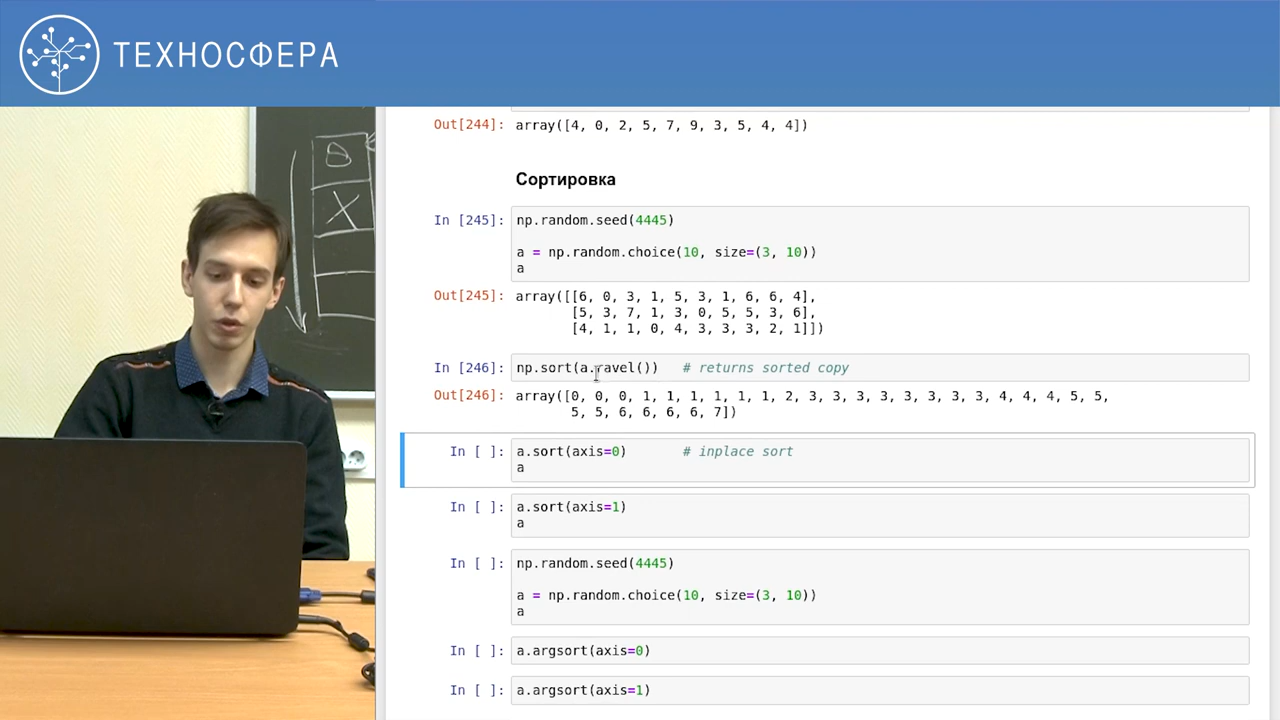 ТЕХНОСФЕРА
Out[244]: array([4, 0, 2, 5, 7, 9, 3, 5, 4, 4])
Сортировка
In [245]: np.random.seed(4445)
a = np.random.choice(10, size=(3, 10))
a
Out[245]: array([[6, 0, 3, 1, 5, 3, 1, 6, 6, 4],
[5, 3, 7, 1, 3, 0, 5, 5, 3, 6],
[4, 1, 1, 0, 4, 3, 3, 3, 2, 1]])
In [246]: np.sort(a.ravel())   # returns sorted copy
Out[246]: array([0, 0, 0, 1, 1, 1, 1, 1, 1, 2, 3, 3, 3, 3, 3, 3, 3, 3, 4, 4, 4, 5, 5,
5, 5, 6, 6, 6, 6, 7])
In [ ]: a.sort(axis=0)       # inplace sort
a
In [ ]: a.sort(axis=1)
a
In [ ]: np.random.seed(4445)
a = np.random.choice(10, size=(3, 10))
a
In [ ]: a.argsort(axis=0)
In [ ]: a.argsort(axis=1)